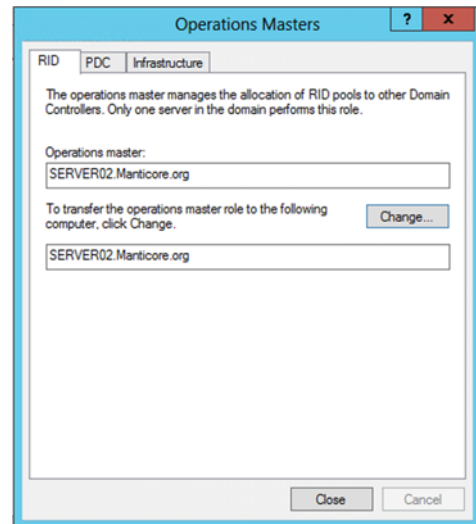 Operations Masters
? x
RID PDC Infrastructure
The operations master manages the allocation of RID pools to other Domain
Controllers. Only one server in the domain performs this role.
Operations master:
SERVER02.Manticore.org
To transfer the operations master role to the following
computer, click Change.
Change...
SERVER02.Manticore.org
Close Cancel